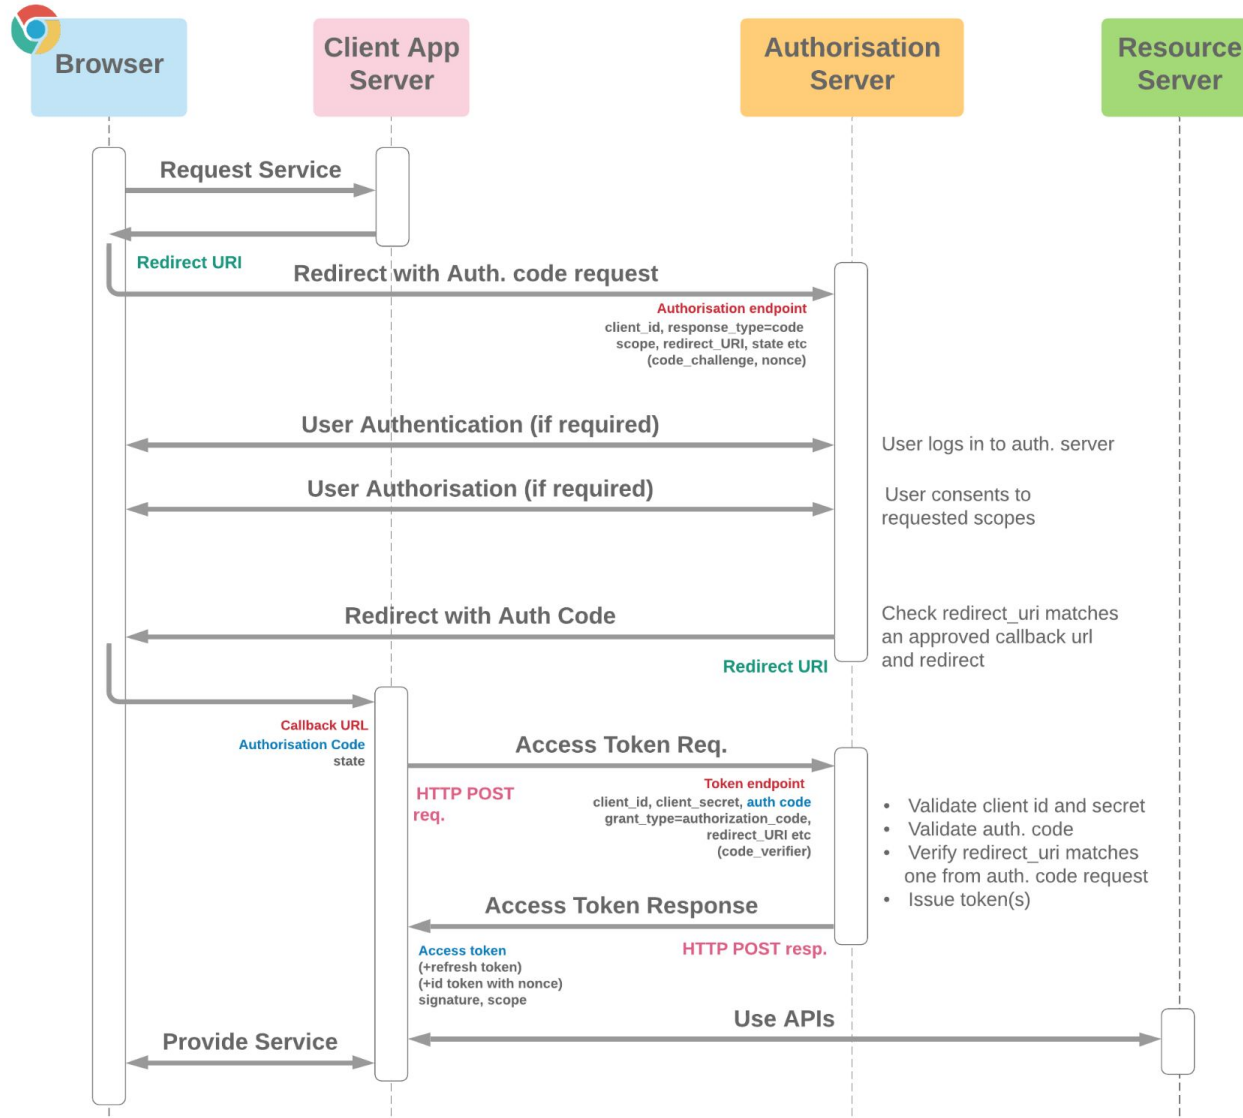 Browser
Client App
Server
Authorisation
Server
Resource
Server
Request Service
Redirect URI
Redirect with Auth. code request
Authorisation endpoint
client_id, response_type=code
scope, redirect_URI, state etc
(code_challenge, nonce)
User Authentication (if required)
User logs in to auth. server
User Authorisation (if required)
User consents to
requested scopes
Redirect with Auth Code
Check redirect_uri matches
an approved callback url
and redirect
Redirect URI
Callback URL
Authorisation Code
state
Access Token Req.
HTTP POST
req.
Token endpoint
client_id, client_secret, auth code
grant_type=authorization_code,
redirect_URI etc
(code_verifier)
• Validate client id and secret
• Validate auth. code
• Verify redirect_uri matches
one from auth. code request
• Issue token(s)
Access Token Response
HTTP POST resp.
Access token
(+refresh token)
(+id token with nonce)
signature, scope
Use APIs
Provide Service